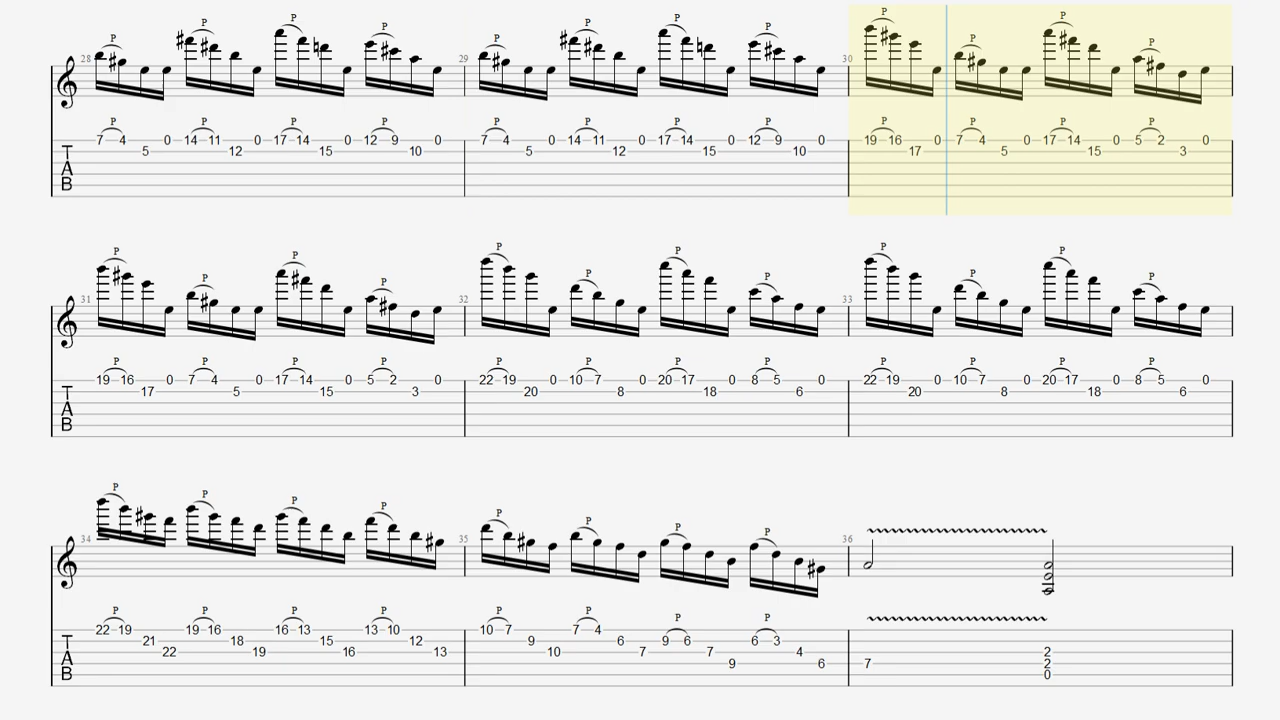 P P P P P P P P P P P P
28 29 30
P P P P P P P P P P P P
7 4 0 14 11 0 17 14 0 12 9 0 7 4 0 14 11 0 17 14 0 12 9 0 19 16 0 7 4 0 17 14 0 5 2 0
T 5 12 15 10 5 12 15 10 17 5 15 3
A
B
P P P P P P P P P P P P
31 32 33
P P P P P P P P P P P P
19 16 0 7 4 0 17 14 0 5 2 0 22 19 0 10 7 0 20 17 0 8 5 0 22 19 0 10 7 0 20 17 0 8 5 0
T 17 5 15 3 20 8 18 6 20 8 18 6
A
B
P P P P P P P P
34 35 36
P P P P P P P P
22 19 19 16 16 13 13 10 10 7 7 4
T 21 18 15 12 9 6 9 6 6 3
A 22 19 16 13 10 7 7 4 2
B 9 6 7 2
0